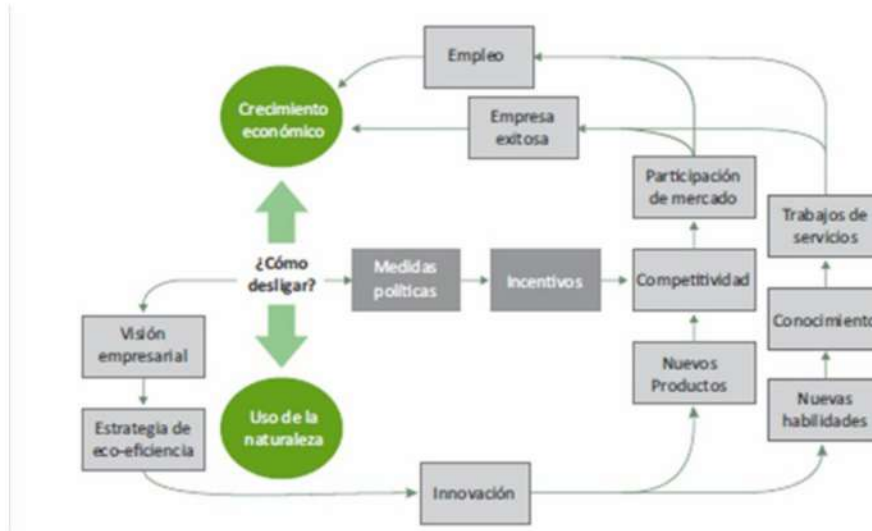 Empleo
Crecimiento
económico
Empresa
exitosa
Participación
de mercado
Trabajos de
servicios
¿Cómo
desligar?
Medidas
políticas
Incentivos
Competitividad
Visión
empresarial
Conocimiento
Nuevos
Productos
Nuevas
habilidades
Estrategia de
eco-eficiencia
Uso de la
naturaleza
Innovación